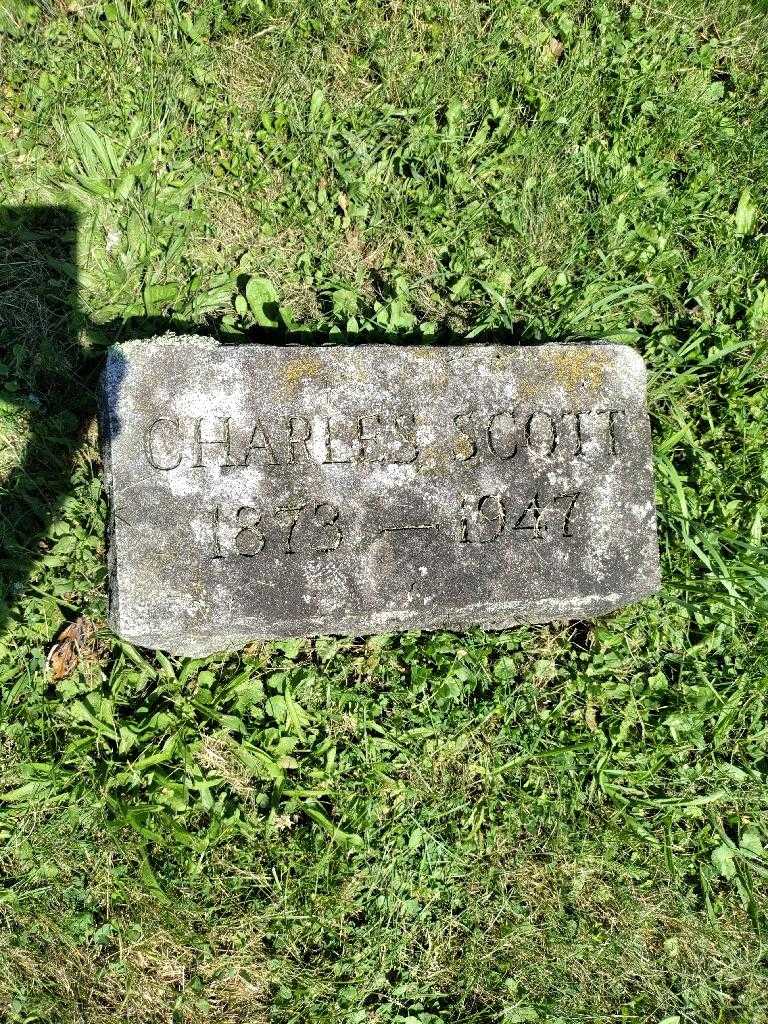 CHARLES SCOTT
1873 — 1947